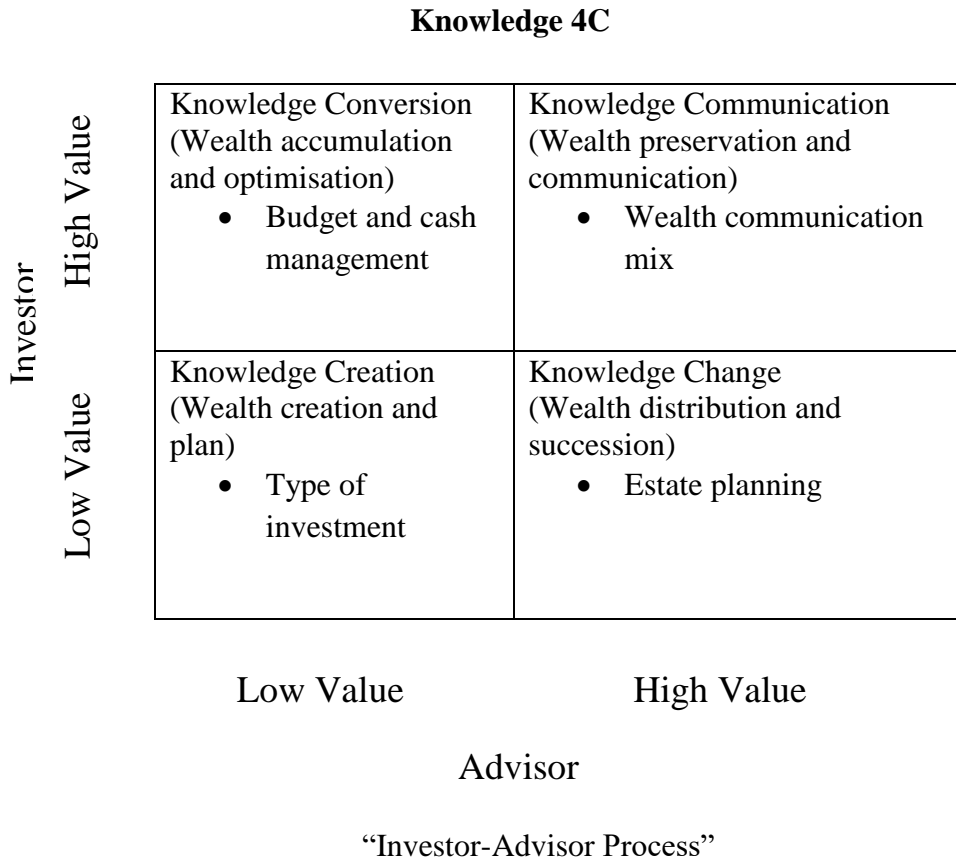 Knowledge 4C
Investor
High Value
Knowledge Conversion
(Wealth accumulation
and optimisation)
• Budget and cash
management
Knowledge Communication
(Wealth preservation and
communication)
• Wealth communication
mix
Low Value
Knowledge Creation
(Wealth creation and
plan)
• Type of
investment
Knowledge Change
(Wealth distribution and
succession)
• Estate planning
Low Value
High Value
Advisor
“Investor-Advisor Process”